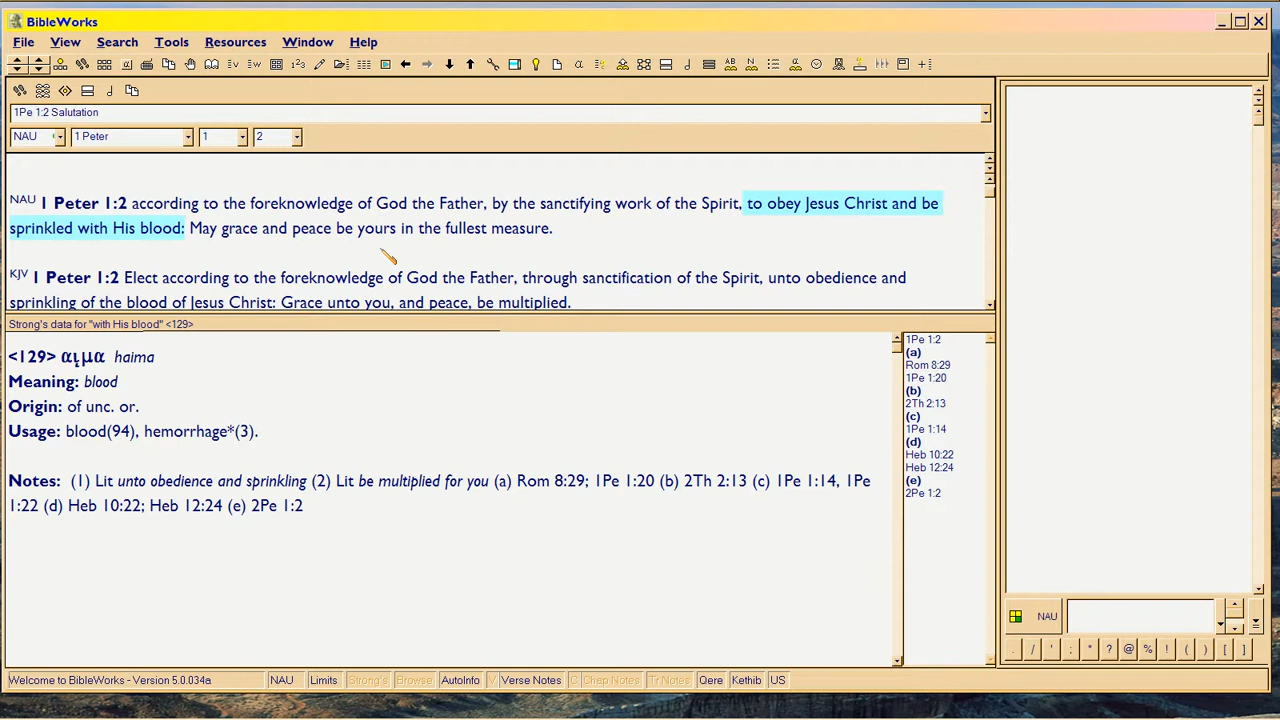 BibleWorks
File View Search Tools Resources Window Help
1Pe 1:2 Salutation
NAU 1 Peter 1 2
NAU 1 Peter 1:2 according to the foreknowledge of God the Father, by the sanctifying work of the Spirit, to obey Jesus Christ and be
sprinkled with His blood: May grace and peace be yours in the fullest measure.
KJV 1 Peter 1:2 Elect according to the foreknowledge of God the Father, through sanctification of the Spirit, unto obedience and
sprinkling of the blood of Jesus Christ: Grace unto you, and peace, be multiplied.
Strong's data for "with His blood" <129>
<129> αιμα haima
Meaning: blood
Origin: of unc. or.
Usage: blood(94), hemorrhage*(3).
Notes: (1) Lit unto obedience and sprinkling (2) Lit be multiplied for you (a) Rom 8:29; 1Pe 1:20 (b) 2Th 2:13 (c) 1Pe 1:14, 1Pe
1:22 (d) Heb 10:22; Heb 12:24 (e) 2Pe 1:2
1Pe 1:2
(a)
Rom 8:29
1Pe 1:20
(b)
2Th 2:13
(c)
1Pe 1:14
(d)
Heb 10:22
Heb 12:24
(e)
2Pe 1:2
NAU
. / ' ; * ? @ % ! ( ) [ ]
Welcome to BibleWorks - Version 5.0.034a NAU Limits Strong's Browse AutoInfo V Verse Notes C Chep Notes Tr Notes Qere Kethib US